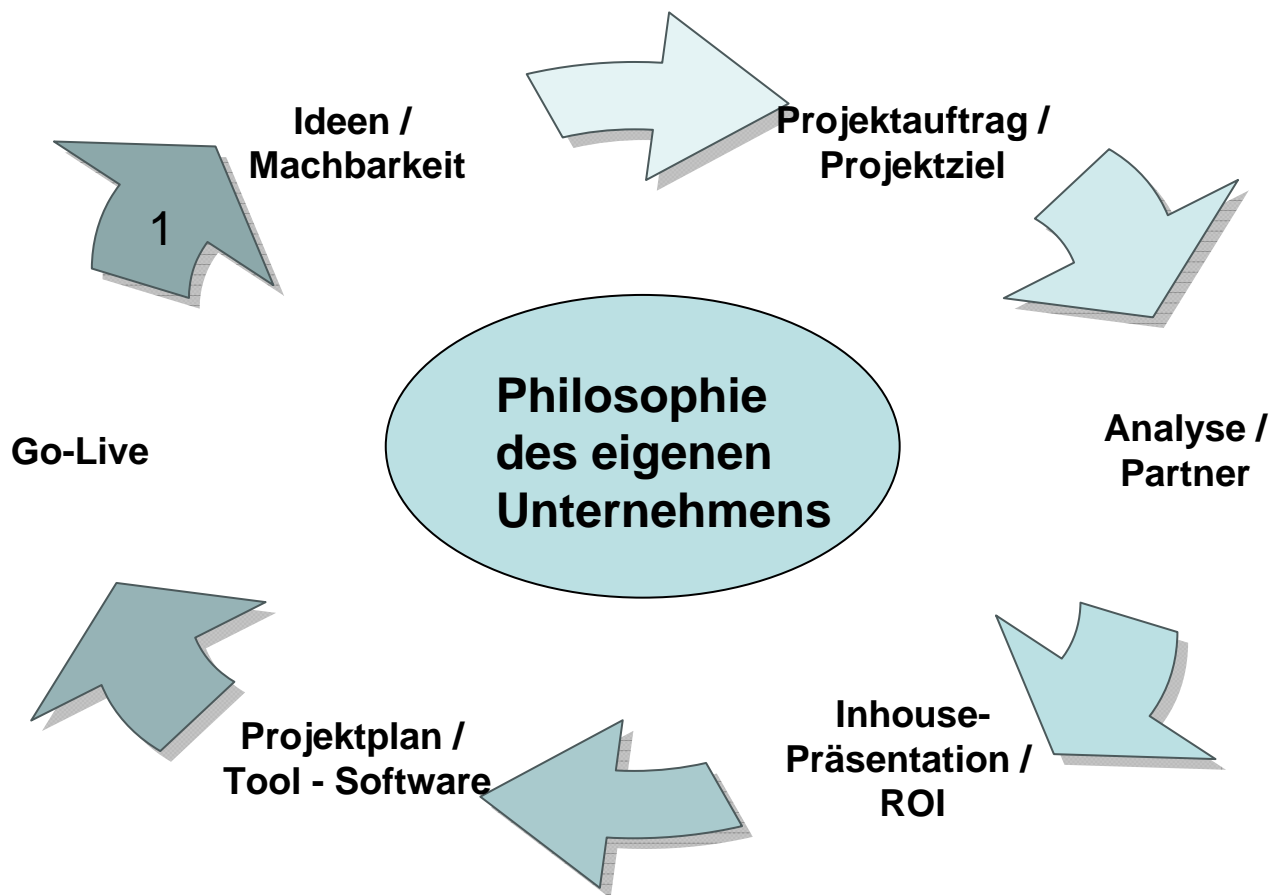 Ideen /
Machbarkeit
Projektauftrag /
Projektziel
1
Philosophie
des eigenen
Unternehmens
Go-Live
Analyse /
Partner
Inhouse-
Präsentation /
ROI
Projektplan /
Tool - Software